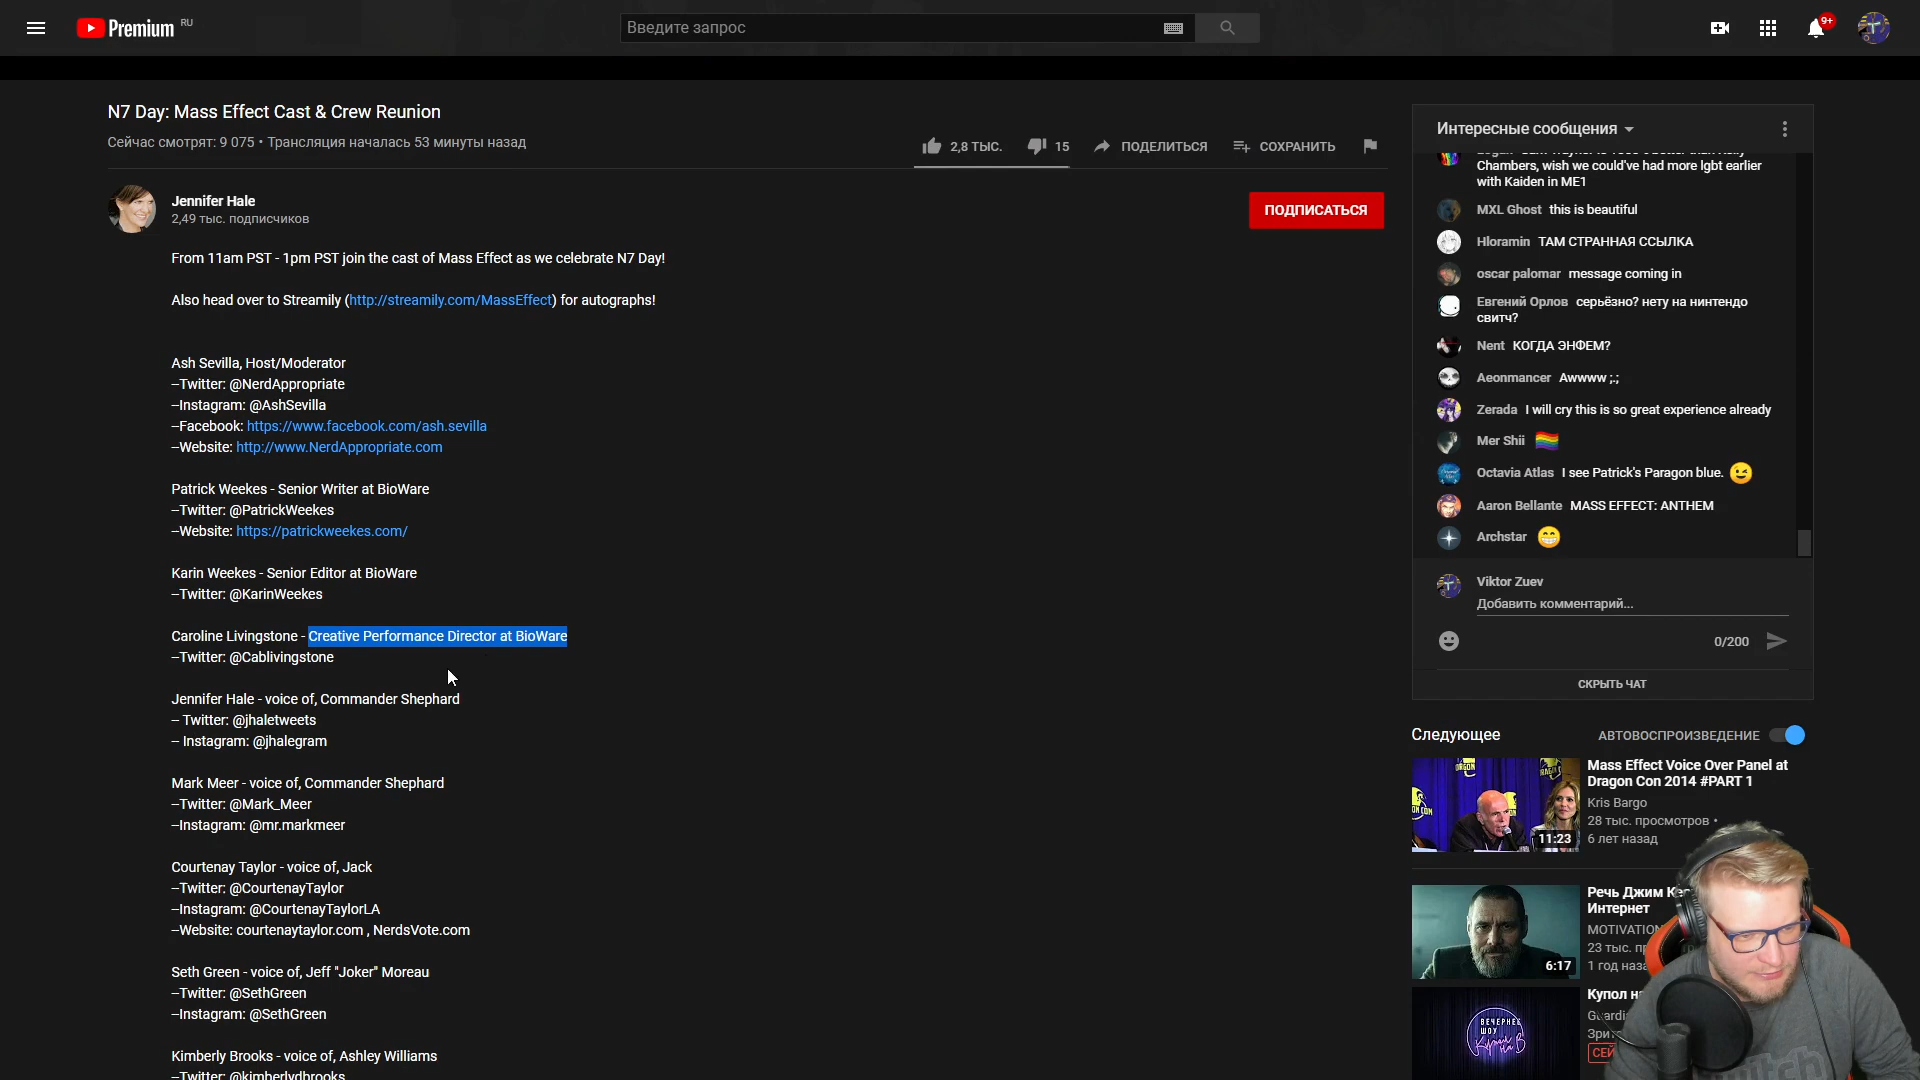 Premium RU
Введите запрос
9+
N7 Day: Mass Effect Cast & Crew Reunion
Сейчас смотрят: 9 075 • Трансляция началась 53 минуты назад
2,8 ТЫС.
15
ПОДЕЛИТЬСЯ
СОХРАНИТЬ
Jennifer Hale
2,49 тыс. подписчиков
ПОДПИСАТЬСЯ
From 11am PST - 1pm PST join the cast of Mass Effect as we celebrate N7 Day!
Also head over to Streamily (http://streamily.com/MassEffect) for autographs!
Ash Sevilla, Host/Moderator
--Twitter: @NerdAppropriate
--Instagram: @AshSevilla
--Facebook: https://www.facebook.com/ash.sevilla
--Website: http://www.NerdAppropriate.com
Patrick Weekes - Senior Writer at BioWare
--Twitter: @PatrickWeekes
--Website: https://patrickweekes.com/
Karin Weekes - Senior Editor at BioWare
--Twitter: @KarinWeekes
Caroline Livingstone - Creative Performance Director at BioWare
--Twitter: @Cablivingstone
Jennifer Hale - voice of, Commander Shephard
-- Twitter: @jhaletweets
-- Instagram: @jhalegram
Mark Meer - voice of, Commander Shephard
--Twitter: @Mark_Meer
--Instagram: @mr.markmeer
Courtenay Taylor - voice of, Jack
--Twitter: @CourtenayTaylor
--Instagram: @CourtenayTaylorLA
--Website: courtenaytaylor.com , NerdsVote.com
Seth Green - voice of, Jeff "Joker" Moreau
--Twitter: @SethGreen
--Instagram: @SethGreen
Kimberly Brooks - voice of, Ashley Williams
--Twitter: @kimberlydbrooks
Интересные сообщения
Chambers, wish we could've had more lgbt earlier
with Kaiden in ME1
MXL Ghost this is beautiful
Hloramin ТАМ СТРАННАЯ ССЫЛКА
oscar palomar message coming in
Евгений Орлов серьёзно? нету на нинтендо
свитч?
Nent КОГДА ЭНФЕМ?
Aeonmancer Awwww ;.;
Zerada I will cry this is so great experience already
Mer Shii 🏳️‍🌈
Octavia Atlas I see Patrick's Paragon blue. 😉
Aaron Bellante MASS EFFECT: ANTHEM
Archstar 😁
Viktor Zuev
Добавить комментарий...
0/200
СКРЫТЬ ЧАТ
Следующее
АВТОВОСПРОИЗВЕДЕНИЕ
Mass Effect Voice Over Panel at
Dragon Con 2014 #PART 1
Kris Bargo
28 тыс. просмотров •
6 лет назад
11:23
Речь Джим
Интернет
MOTIVATION
23 тыс.
1 год
6:17
Купол
ВЕЧЕРНЕЕ
ШОУ